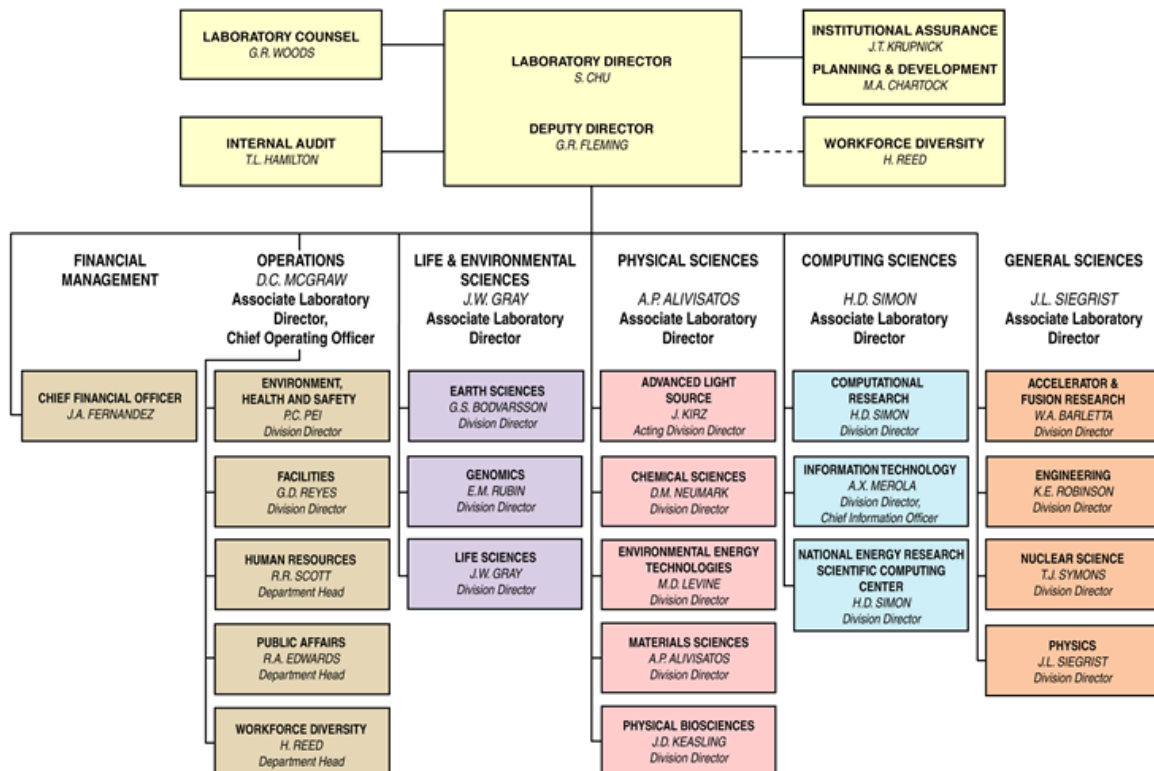 LABORATORY COUNSEL
G.R. WOODS
LABORATORY DIRECTOR
S. CHU
DEPUTY DIRECTOR
G.R. FLEMING
INSTITUTIONAL ASSURANCE
J.T. KRUPNICK
PLANNING & DEVELOPMENT
M.A. CHARTOCK
INTERNAL AUDIT
T.L. HAMILTON
WORKFORCE DIVERSITY
H. REED
FINANCIAL
MANAGEMENT
CHIEF FINANCIAL OFFICER
J.A. FERNANDEZ
OPERATIONS
D.C. MCGRAW
Associate Laboratory
Director,
Chief Operating Officer
ENVIRONMENT,
HEALTH AND SAFETY
P.C. PEI
Division Director
FACILITIES
G.D. REYES
Division Director
HUMAN RESOURCES
R.R. SCOTT
Department Head
PUBLIC AFFAIRS
R.A. EDWARDS
Department Head
WORKFORCE DIVERSITY
H. REED
Department Head
LIFE & ENVIRONMENTAL
SCIENCES
J.W. GRAY
Associate Laboratory
Director
EARTH SCIENCES
G.S. BODVARSSON
Division Director
GENOMICS
E.M. RUBIN
Division Director
LIFE SCIENCES
J.W. GRAY
Division Director
PHYSICAL SCIENCES
A.P. ALIVISATOS
Associate Laboratory
Director
ADVANCED LIGHT
SOURCE
J. KIRZ
Acting Division Director
CHEMICAL SCIENCES
D.M. NEUMARK
Division Director
ENVIRONMENTAL ENERGY
TECHNOLOGIES
M.D. LEVINE
Division Director
MATERIALS SCIENCES
A.P. ALIVISATOS
Division Director
PHYSICAL BIOSCIENCES
J.D. KEASLING
Division Director
COMPUTING SCIENCES
H.D. SIMON
Associate Laboratory
Director
COMPUTATIONAL
RESEARCH
H.D. SIMON
Division Director
INFORMATION TECHNOLOGY
A.X. MEROLA
Division Director,
Chief Information Officer
NATIONAL ENERGY RESEARCH
SCIENTIFIC COMPUTING
CENTER
H.D. SIMON
Division Director
GENERAL SCIENCES
J.L. SIEGRIST
Associate Laboratory
Director
ACCELERATOR &
FUSION RESEARCH
W.A. BARLETTA
Division Director
ENGINEERING
K.E. ROBINSON
Division Director
NUCLEAR SCIENCE
T.J. SYMONS
Division Director
PHYSICS
J.L. SIEGRIST
Division Director